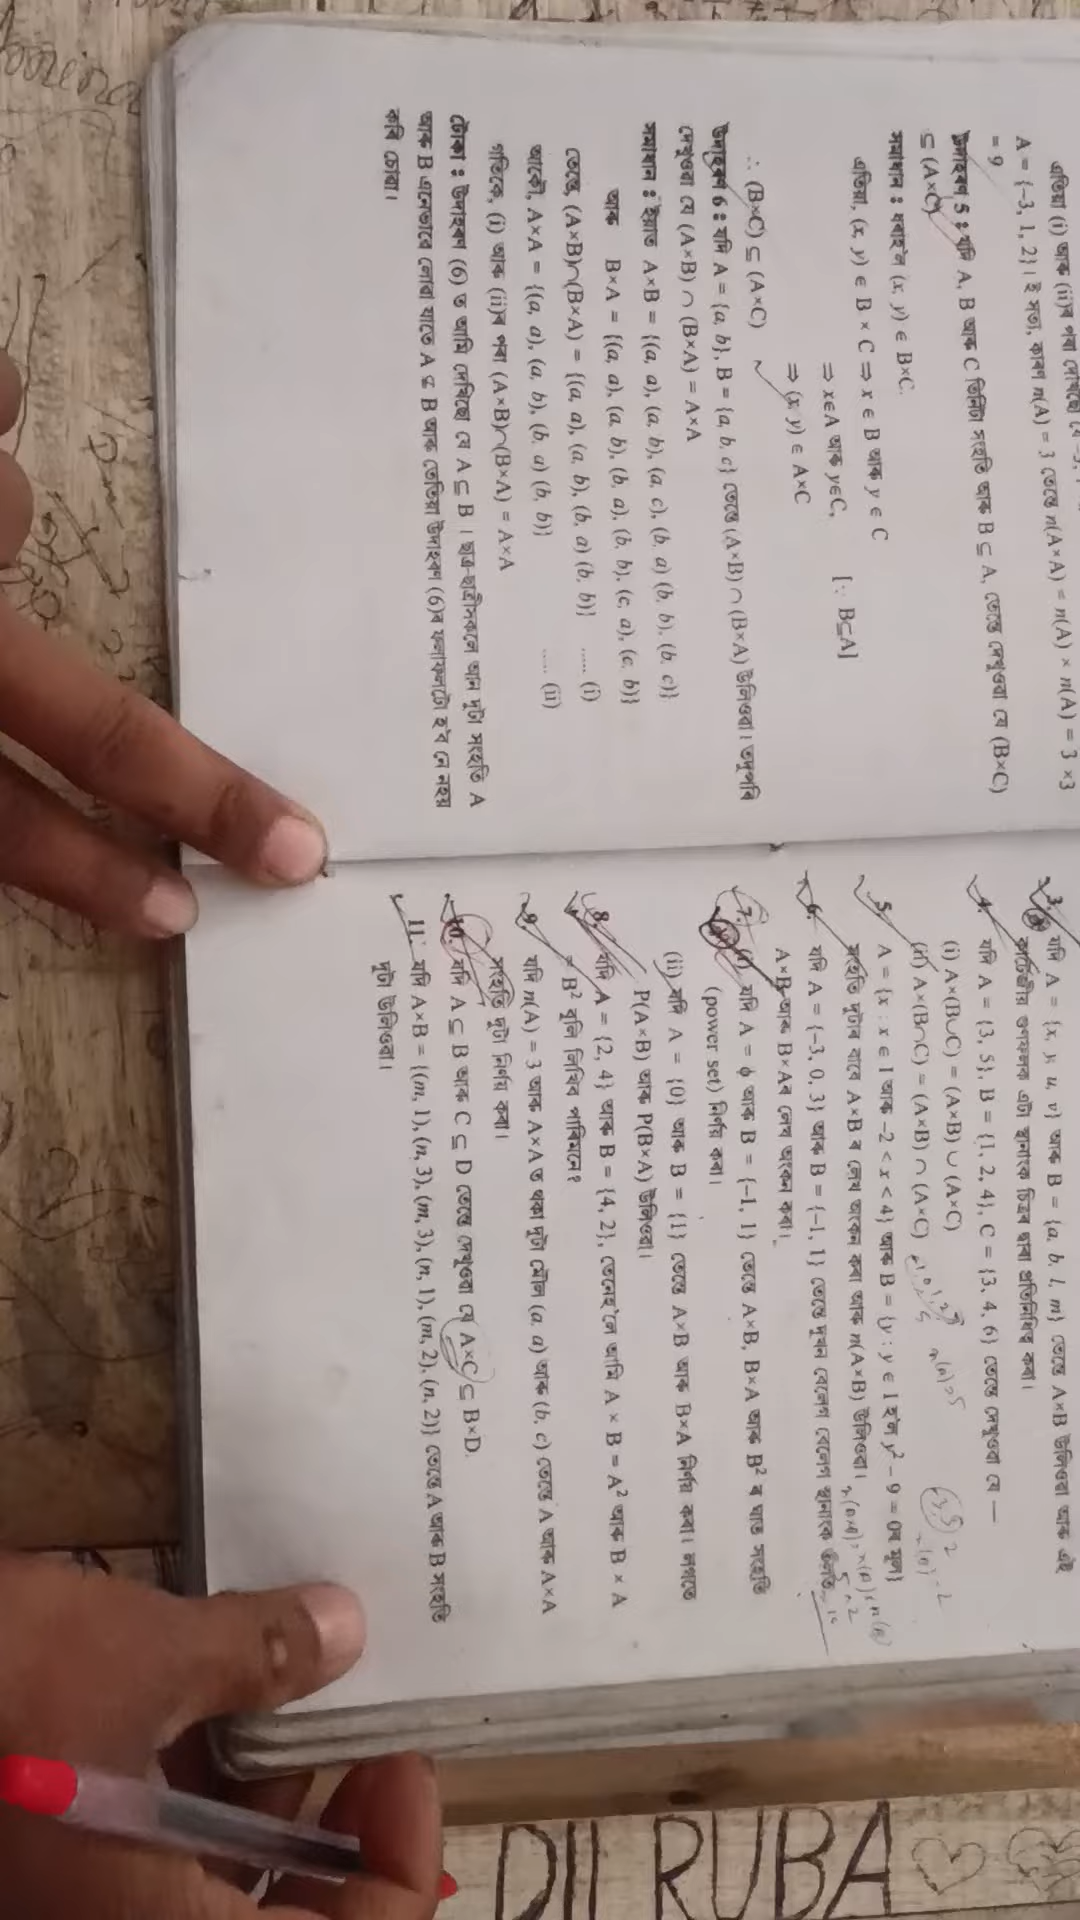 এতিয়া (i) আৰু (ii)ৰ পৰা
A = {-3, 1, 2}। ই সত্য, কাৰণ n(A) = 3 তেন্তে n(A×A) = n(A) × n(A) = 3 ×3
= 9
উদাহৰণ 5 : যদি A, B আৰু C তিনিটা সংহতি আৰু B ⊆ A, তেন্তে দেখুওৱা যে (B×C)
⊆ (A×C)
সমাধান : ধৰাহ'ল (x, y) ∈ B×C.
এতিয়া, (x, y) ∈ B × C ⇒ x ∈ B আৰু y ∈ C
⇒ x∈A আৰু y∈C, [∵ B⊆A]
⇒ (x, y) ∈ A×C
∴ (B×C) ⊆ (A×C)
উদাহৰণ 6 : যদি A = {a, b}, B = {a, b, c} তেন্তে (A×B) ∩ (B×A) উলিওৱা। তদুপৰি
দেখুওৱা যে (A×B) ∩ (B×A) = A×A
সমাধান : ইয়াত A×B = {(a, a), (a, b), (a, c), (b, a) (b, b), (b, c)}
আৰু B×A = {(a, a), (a, b), (b, a), (b, b), (c, a), (c, b)}
তেন্তে, (A×B)∩(B×A) = {(a, a), (a, b), (b, a) (b, b)} ..... (i)
আকৌ, A×A = {(a, a), (a, b), (b, a) (b, b)} ..... (ii)
গতিকে, (i) আৰু (ii)ৰ পৰা (A×B)∩(B×A) = A×A
টোকা : উদাহৰণ (6) ত আমি দেখিছো যে A ⊆ B । ছাত্ৰ-ছাত্ৰীসকলে আন দুটা সংহতি A
আৰু B এনেভাবে লোৱা যাতে A ⊈ B আৰু তেতিয়া উদাহৰণ (6)ৰ ফলাফলটো হ'ব নে নহয়
কৰি চোৱা।
3. যদি A = {x, y, u, v} আৰু B = {a, b, l, m} তেন্তে A×B উলিওৱা আৰু এই
কাৰ্টেজীয় গুণফলক এটা স্থানাংক চিত্ৰৰ দ্বাৰা প্ৰতিনিধিত্ব কৰা।
4. যদি A = {3, 5}, B = {1, 2, 4}, C = {3, 4, 6} তেন্তে দেখুওৱা যে —
(i) A×(B∪C) = (A×B) ∪ (A×C)
(ii) A×(B∩C) = (A×B) ∩ (A×C)
n(A)=5
5. A = {x : x ∈ I আৰু -2 < x < 4} আৰু B = {y : y ∈ I হ'ল y² – 9 = 0ৰ মূল}
সংহতি দুটাৰ বাবে A×B ৰ লেখ অংকন কৰা আৰু n(A×B) উলিওৱা।
6. যদি A = {-3, 0, 3} আৰু B = {-1, 1} তেন্তে দুখন বেলেগ বেলেগ স্থানাংক তলত
A×B আৰু B×Aৰ লেখ অংকন কৰা।
7. (i) যদি A = ϕ আৰু B = {-1, 1} তেন্তে A×B, B×A আৰু B² ৰ ঘাত সংহতি
(power set) নিৰ্ণয় কৰা।
(ii) যদি A = {0} আৰু B = {1} তেন্তে A×B আৰু B×A নিৰ্ণয় কৰা। লগতে
P(A×B) আৰু P(B×A) উলিওৱা।
8. যদি A = {2, 4} আৰু B = {4, 2}, তেনেহ'লে আমি A × B = A² আৰু B × A
= B² বুলি লিখিব পাৰিমনে?
9. যদি n(A) = 3 আৰু A×A ত থকা দুটা মৌল (a, a) আৰু (b, c) তেন্তে A আৰু A×A
সংহতি দুটা নিৰ্ণয় কৰা।
10. যদি A ⊆ B আৰু C ⊆ D তেন্তে দেখুওৱা যে A×C ⊆ B×D.
11. যদি A×B = {(m, 1), (n, 3), (m, 3), (n, 1), (m, 2), (n, 2)} তেন্তে A আৰু B সংহতি
দুটা উলিওৱা।
DIL RUBA